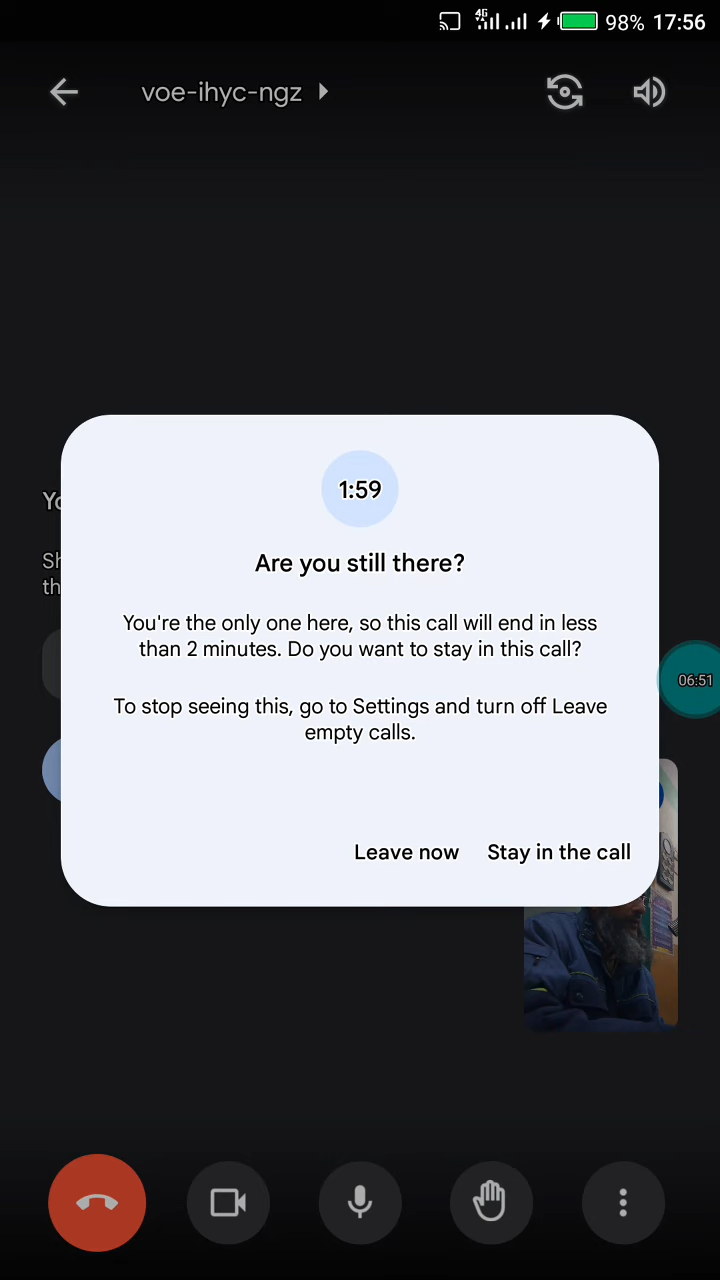 4G 98% 17:56
voe-ihyc-ngz
1:59
Are you still there?
You're the only one here, so this call will end in less
than 2 minutes. Do you want to stay in this call?
06:51
To stop seeing this, go to Settings and turn off Leave
empty calls.
Leave now Stay in the call